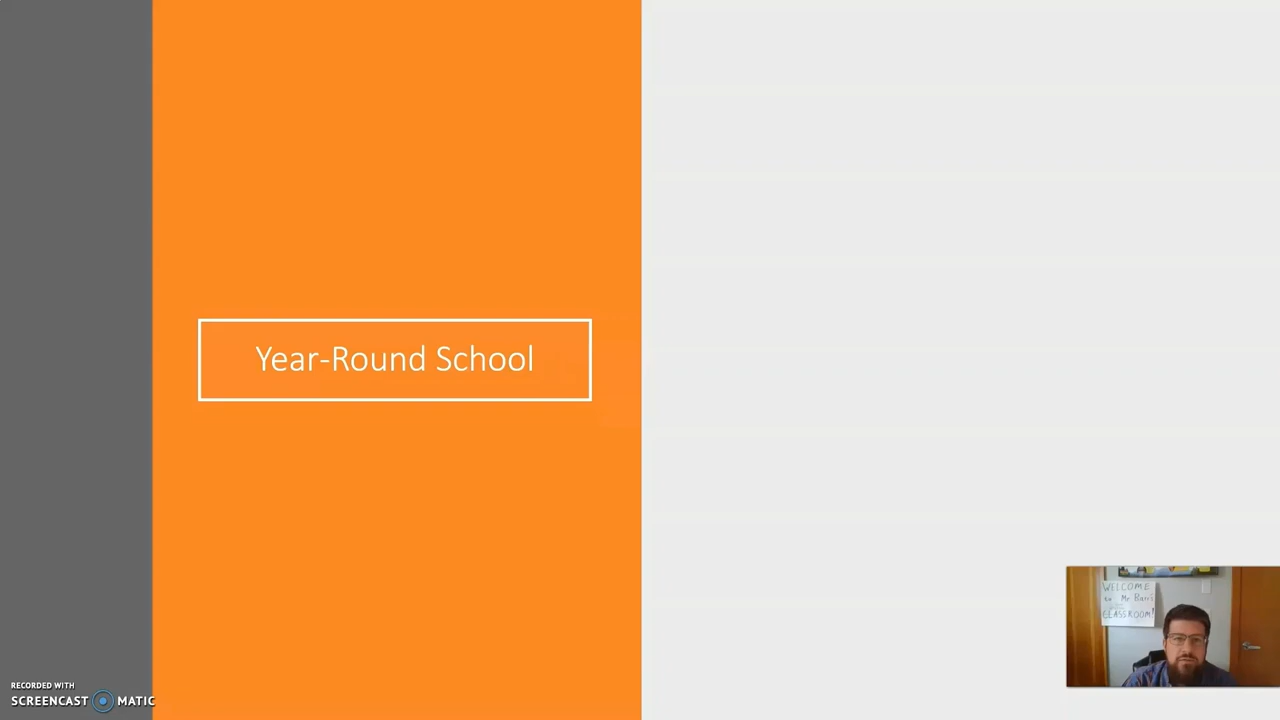 Year-Round School
WELCOME
to Mr
CLASSROOM!
RECORDED WITH
SCREENCAST MATIC